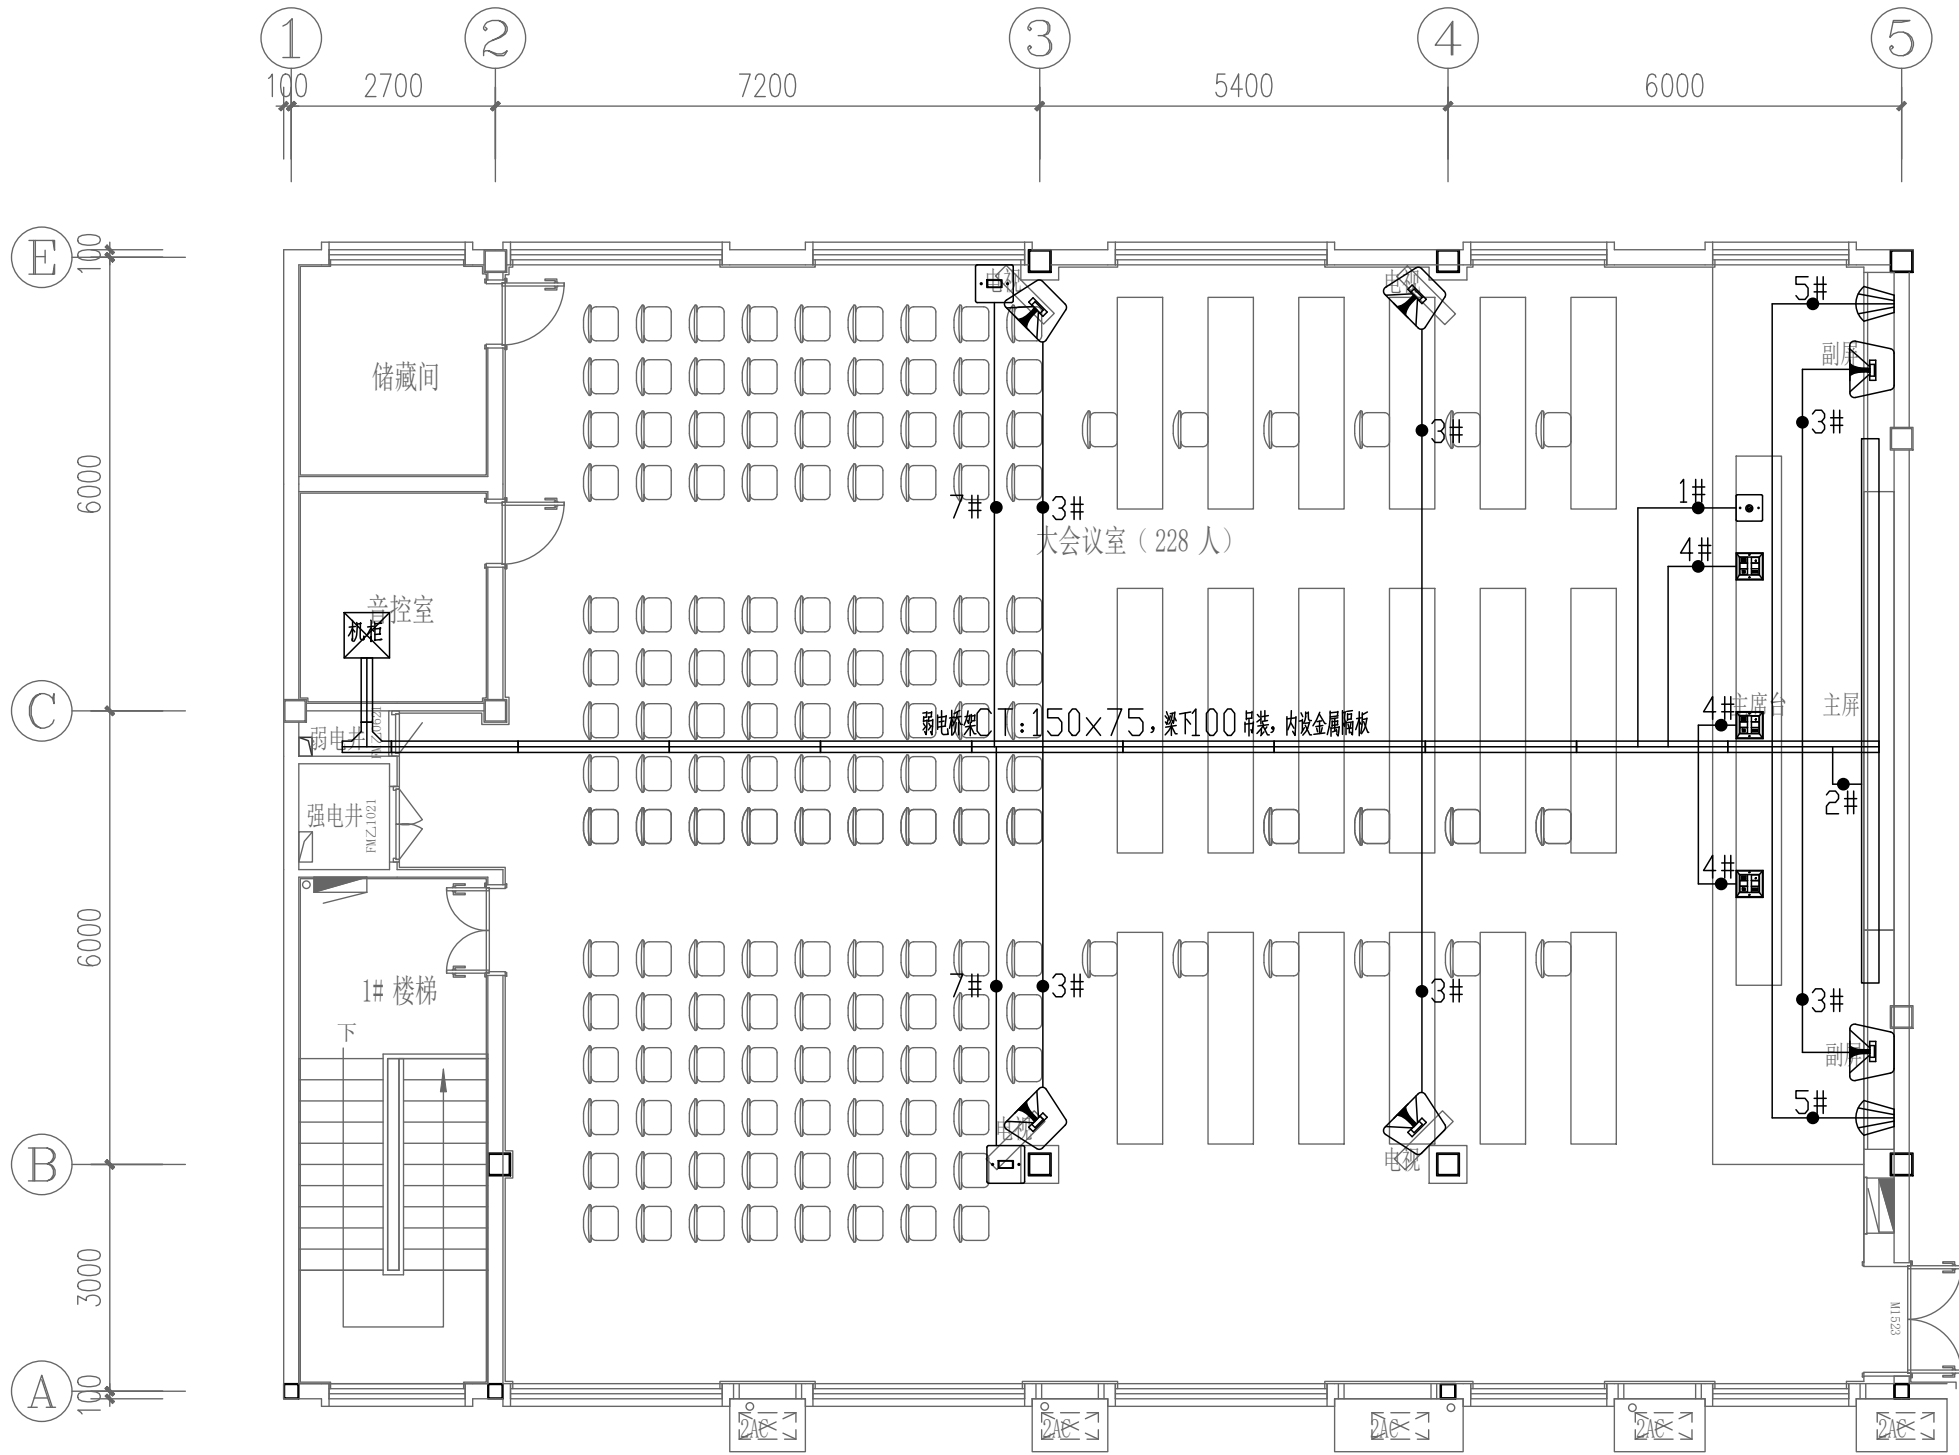 1 2 3 4 5
100 2700 7200 5400 6000
E
100
电视
电视
5#
副屏
储藏间
3#
3#
6000
1#
7# 3#
大会议室（228 人）
4#
音控室
机柜
C
4#
主席台
主屏
弱电桥架CT:150x75,梁下100吊装,内设金属隔板
弱电井
2#
强电井
FMZ1021
4#
6000
7# 3#
3#
3#
1# 楼梯
下
副屏
5#
电视
电视
B
3000
M1523
A
100
2AC 2AC 2AC 2AC 2AC